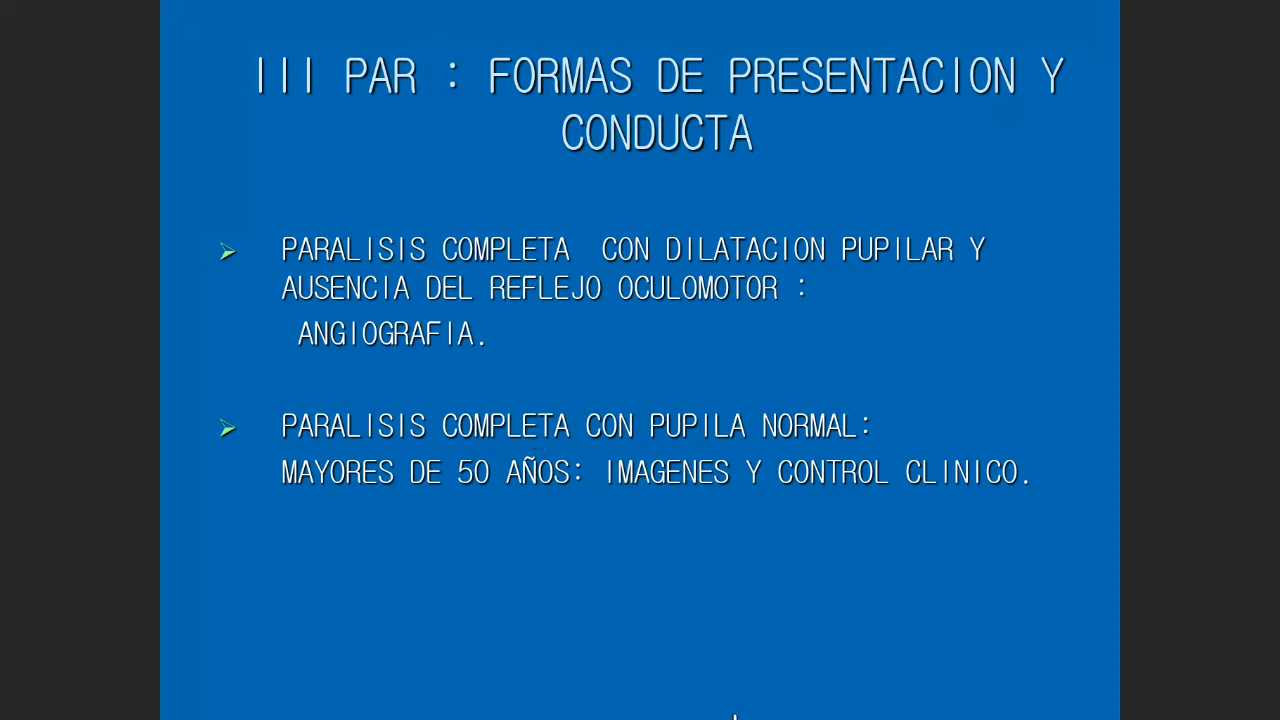 III PAR : FORMAS DE PRESENTACION Y
CONDUCTA
PARALISIS COMPLETA CON DILATACION PUPILAR Y
AUSENCIA DEL REFLEJO OCULOMOTOR :
ANGIOGRAFIA.
PARALISIS COMPLETA CON PUPILA NORMAL:
MAYORES DE 50 AÑOS: IMAGENES Y CONTROL CLINICO.